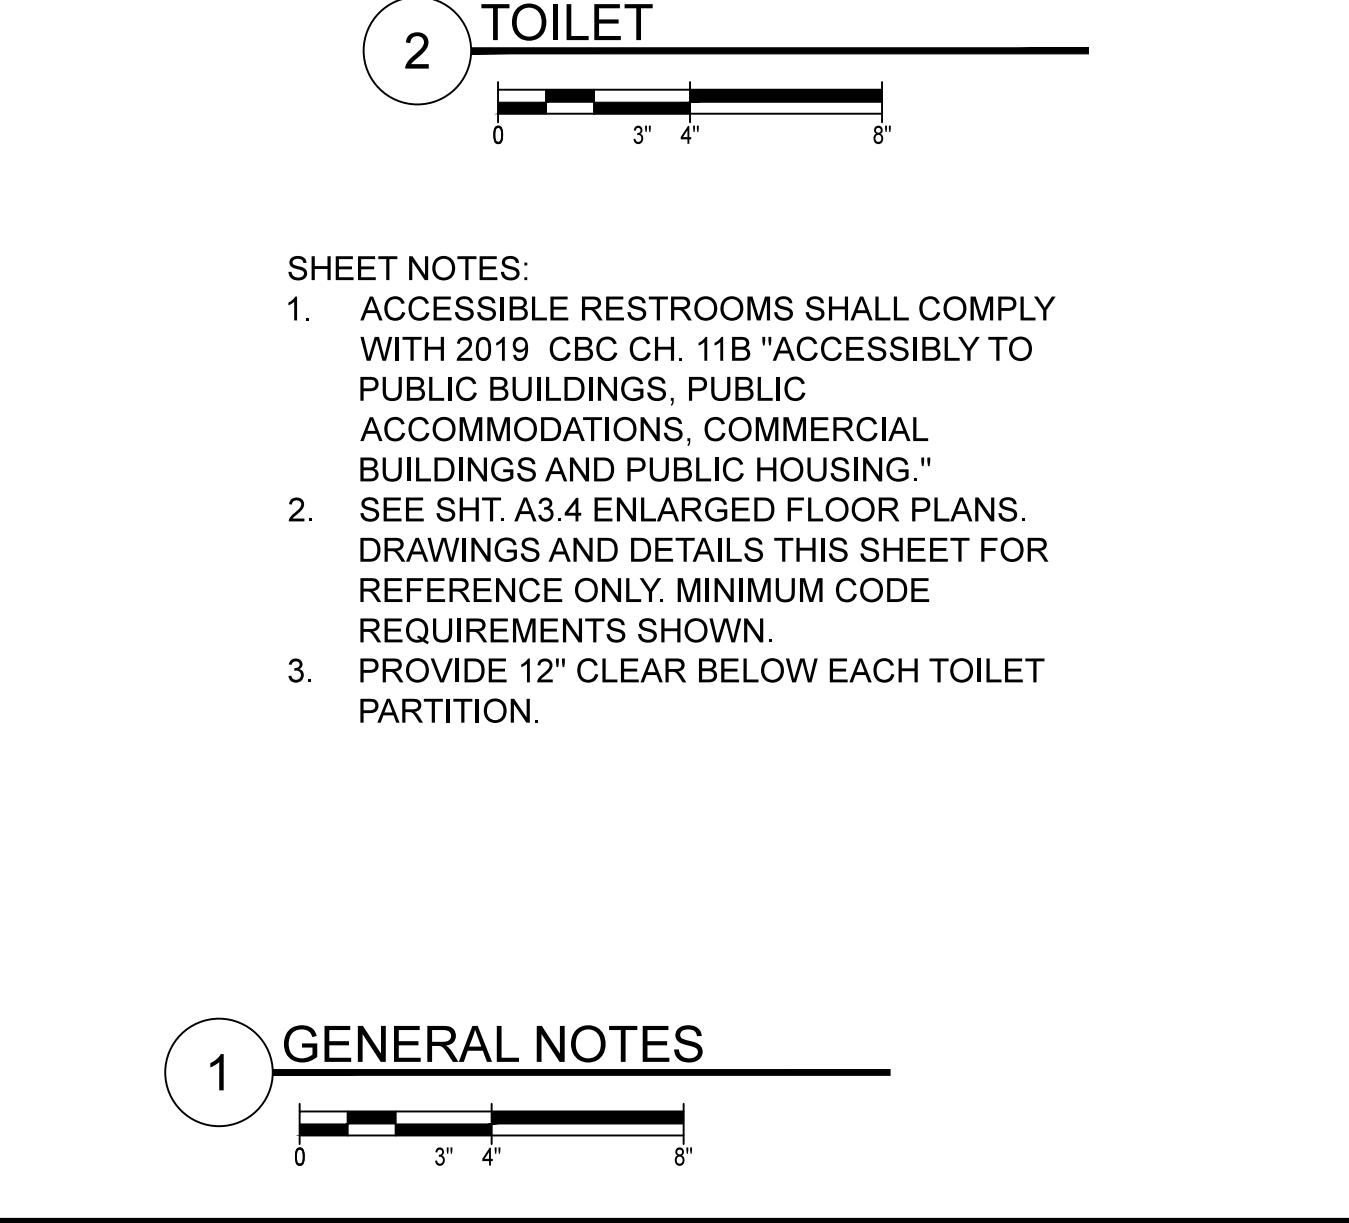 2 TOILET
0 3" 4" 8"
SHEET NOTES:
1. ACCESSIBLE RESTROOMS SHALL COMPLY
WITH 2019 CBC CH. 11B "ACCESSIBLY TO
PUBLIC BUILDINGS, PUBLIC
ACCOMMODATIONS, COMMERCIAL
BUILDINGS AND PUBLIC HOUSING."
2. SEE SHT. A3.4 ENLARGED FLOOR PLANS.
DRAWINGS AND DETAILS THIS SHEET FOR
REFERENCE ONLY. MINIMUM CODE
REQUIREMENTS SHOWN.
3. PROVIDE 12" CLEAR BELOW EACH TOILET
PARTITION.
1 GENERAL NOTES
0 3" 4" 8"